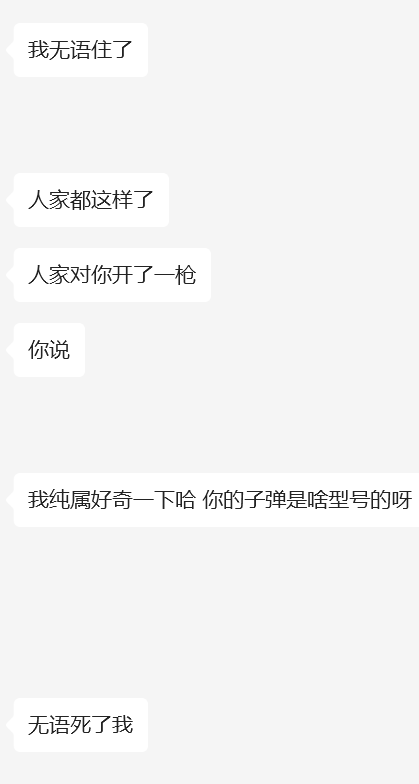 我无语住了
人家都这样了
人家对你开了一枪
你说
我纯属好奇一下哈 你的子弹是啥型号的呀
无语死了我